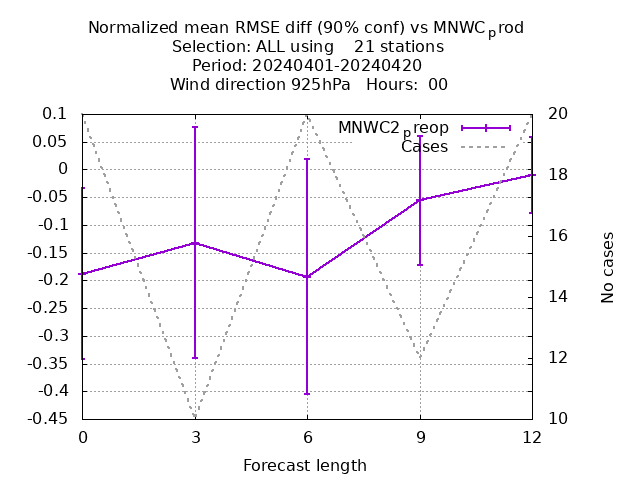 Normalized mean RMSE diff (90% conf) vs MNWCprod
Selection: ALL using    21 stations
Period: 20240401-20240420
Wind direction 925hPa   Hours:  00
MNWC2preop
Cases
0.1
0.05
0
-0.05
-0.1
-0.15
-0.2
-0.25
-0.3
-0.35
-0.4
-0.45
20
18
16
14
12
10
No cases
0 3 6 9 12
Forecast length